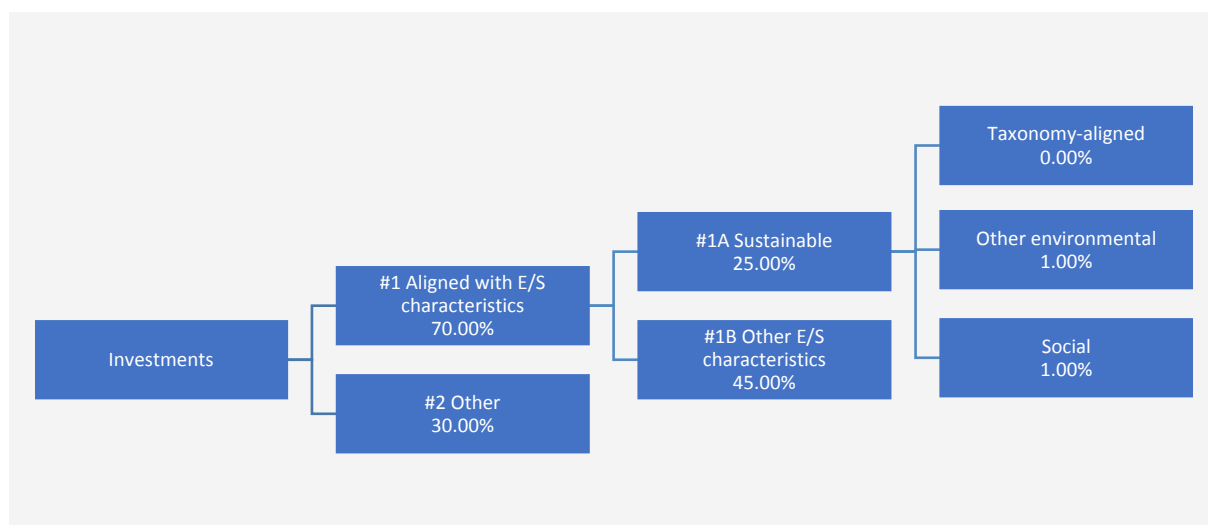 Investments
#1 Aligned with E/S
characteristics
70.00%
#2 Other
30.00%
#1A Sustainable
25.00%
#1B Other E/S
characteristics
45.00%
Taxonomy-aligned
0.00%
Other environmental
1.00%
Social
1.00%